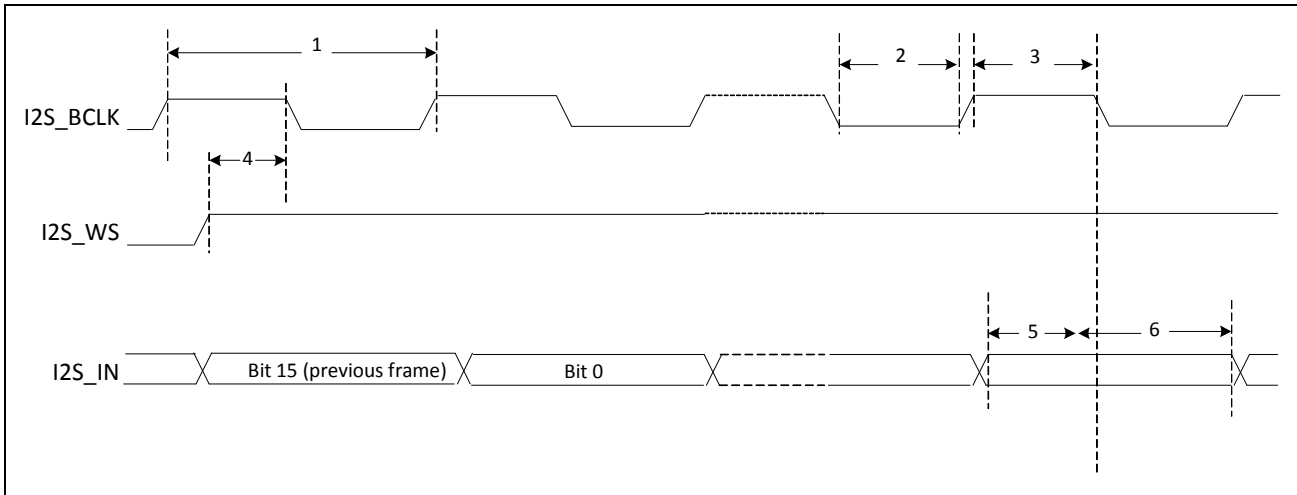 1
2
3
I2S_BCLK
4
I2S_WS
5
6
I2S_IN
Bit 15 (previous frame)
Bit 0